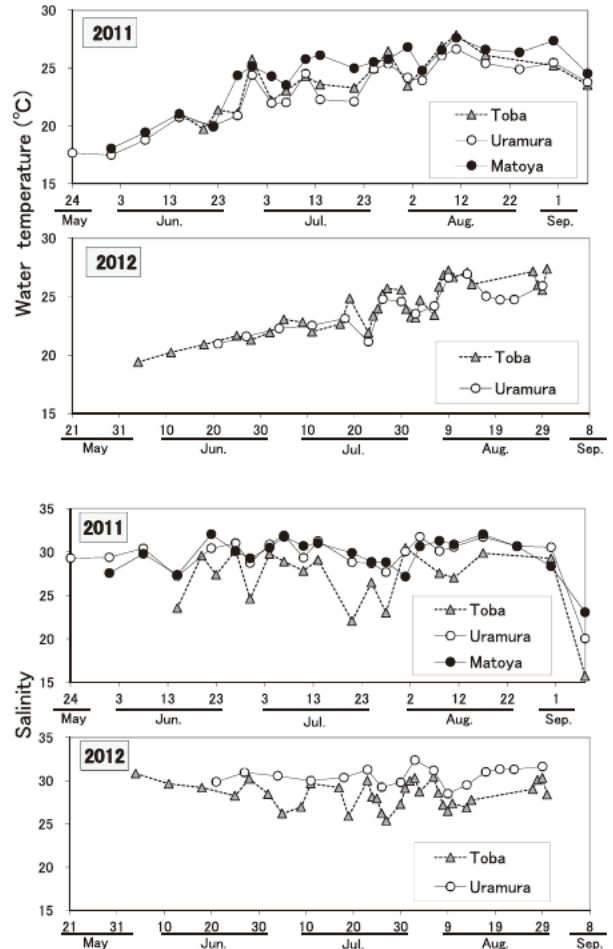 Water temperature (℃)
30
2011
25
20
15
Toba
Uramura
Matoya
24 3 13 23 3 13 23 2 12 22 1
May Jun. Jul. Aug. Sep.
30
2012
25
20
15
Toba
Uramura
21 31 10 20 30 10 20 30 9 19 29 8
May Jun. Jul. Aug. Sep.
Salinity
35
2011
30
25
20
15
Toba
Uramura
Matoya
24 3 13 23 3 13 23 2 12 22 1
May Jun. Jul. Aug. Sep.
35
2012
30
25
20
15
Toba
Uramura
21 31 10 20 30 10 20 30 9 19 29 8
May Jun. Jul. Aug. Sep.